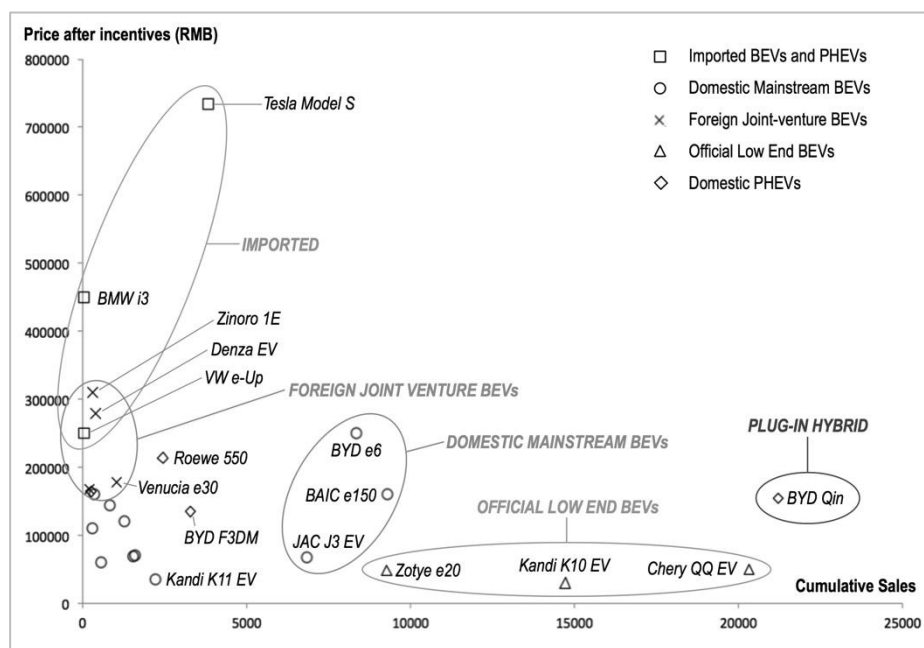 Price after incentives (RMB)
800000
700000
600000
500000
400000
300000
200000
100000
0
Imported BEVs and PHEVs
Domestic Mainstream BEVs
Foreign Joint-venture BEVs
Official Low End BEVs
Domestic PHEVs
Tesla Model S
IMPORTED
BMW i3
Zinoro 1E
Denza EV
VW e-Up
FOREIGN JOINT VENTURE BEVs
PLUG-IN HYBRID
BYD e6
DOMESTIC MAINSTREAM BEVs
Roewe 550
Venucia e30
BAIC e150
BYD Qin
OFFICIAL LOW END BEVs
BYD F3DM
JAC J3 EV
Kandi K11 EV
Zotye e20
Kandi K10 EV
Chery QQ EV
Cumulative Sales
0
5000
10000
15000
20000
25000